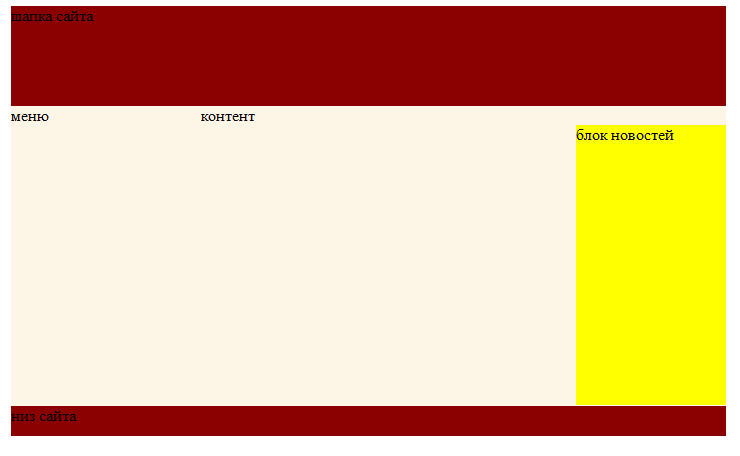 шапка сайта
меню
контент
блок новостей
низ сайта